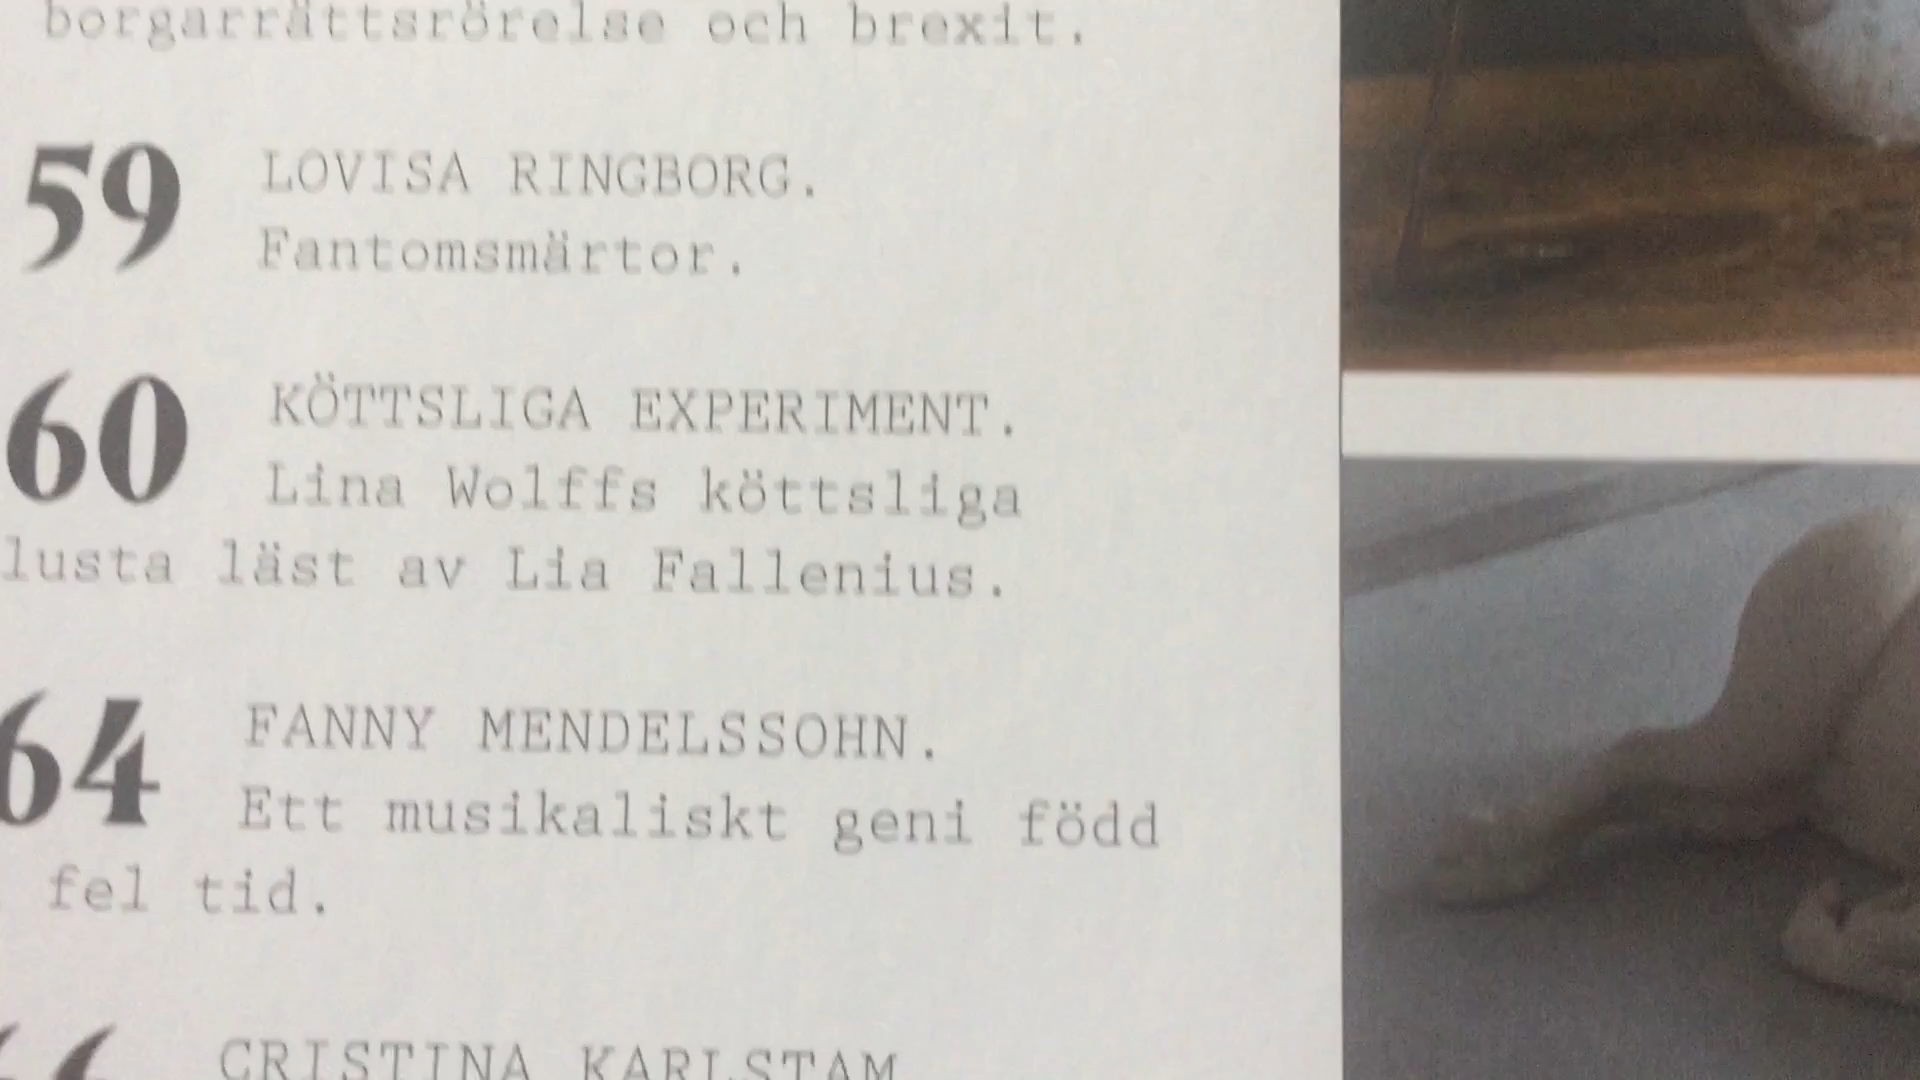 borgarrättsrörelse och brexit.
59 LOVISA RINGBORG.
Fantomsmärtor.
60 KÖTTSLIGA EXPERIMENT.
Lina Wolffs köttsliga
lusta läst av Lia Fallenius.
64 FANNY MENDELSSOHN.
Ett musikaliskt geni född
fel tid.
CRISTINA KARLSTAM